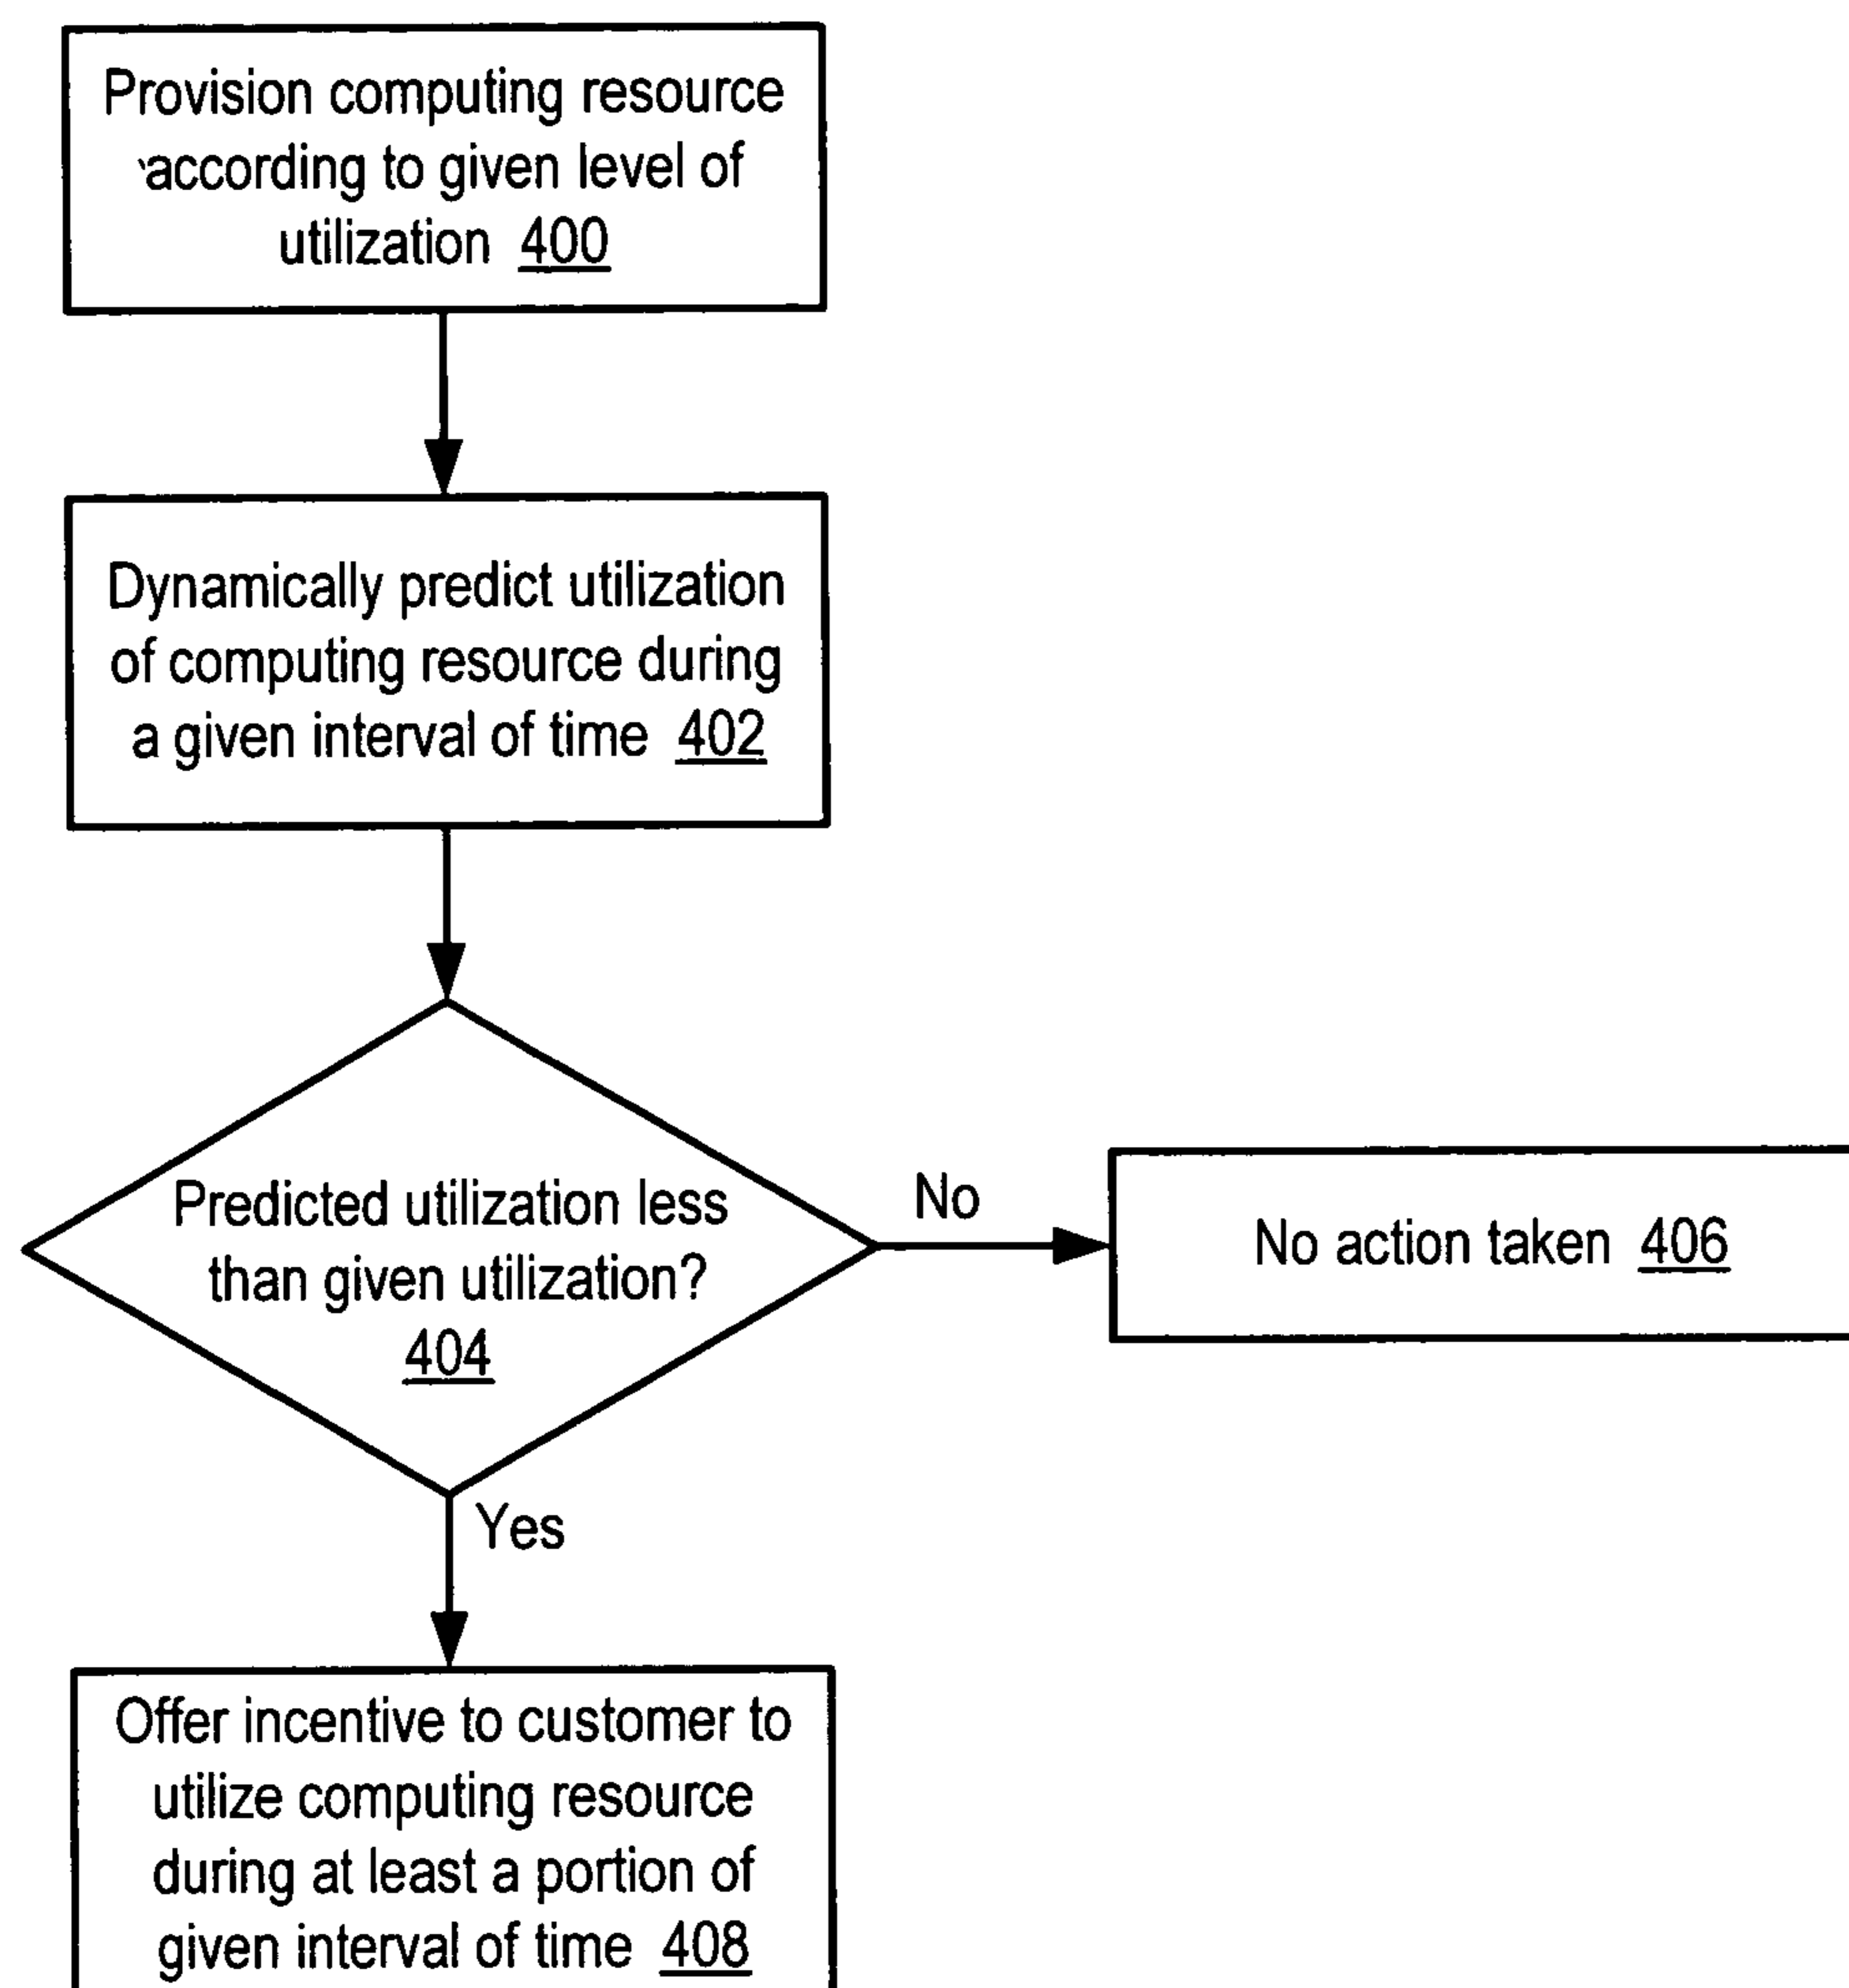 Provision computing resource
according to given level of
utilization 400
Dynamically predict utilization
of computing resource during
a given interval of time 402
Predicted utilization less
than given utilization?
404
No
No action taken 406
Yes
Offer incentive to customer to
utilize computing resource
during at least a portion of
given interval of time 408